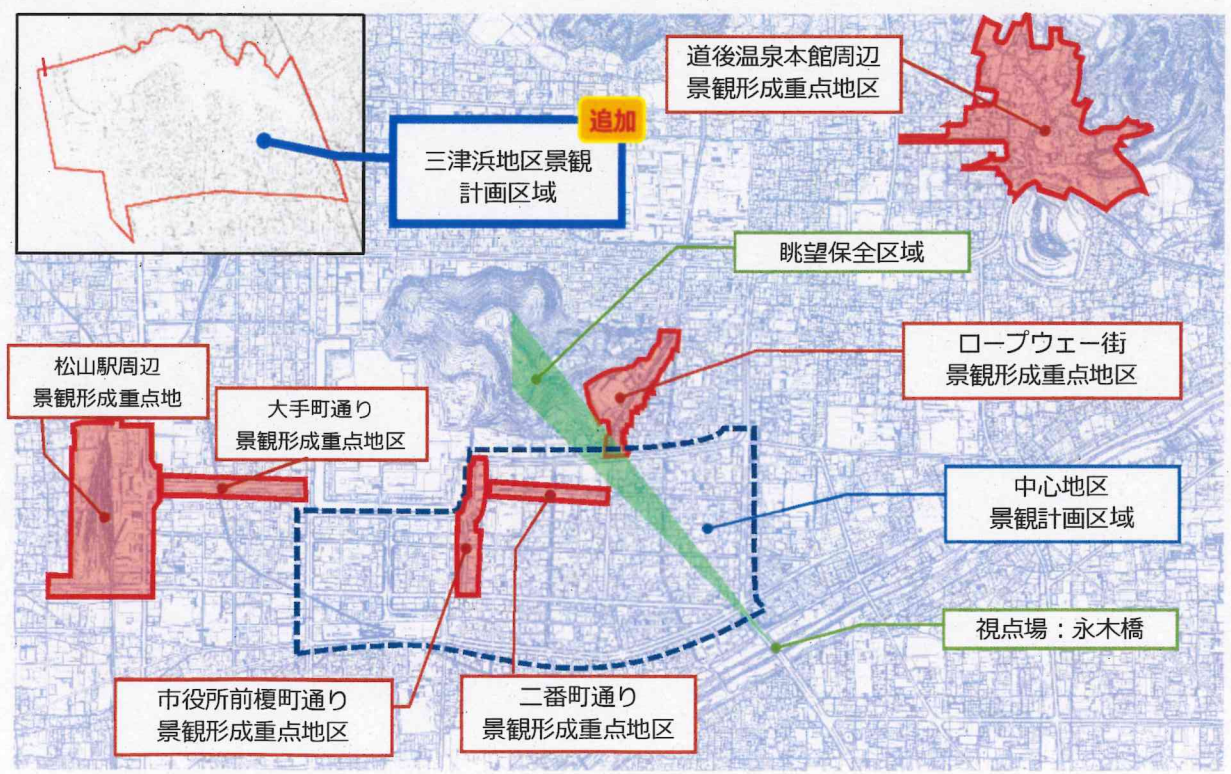 道後温泉本館周辺
景観形成重点地区
追加
三津浜地区景観
計画区域
眺望保全区域
ロープウェー街
景観形成重点地区
松山駅周辺
景観形成重点地
大手町通り
景観形成重点地区
中心地区
景観計画区域
視点場：永木橋
市役所前榎町通り
景観形成重点地区
二番町通り
景観形成重点地区